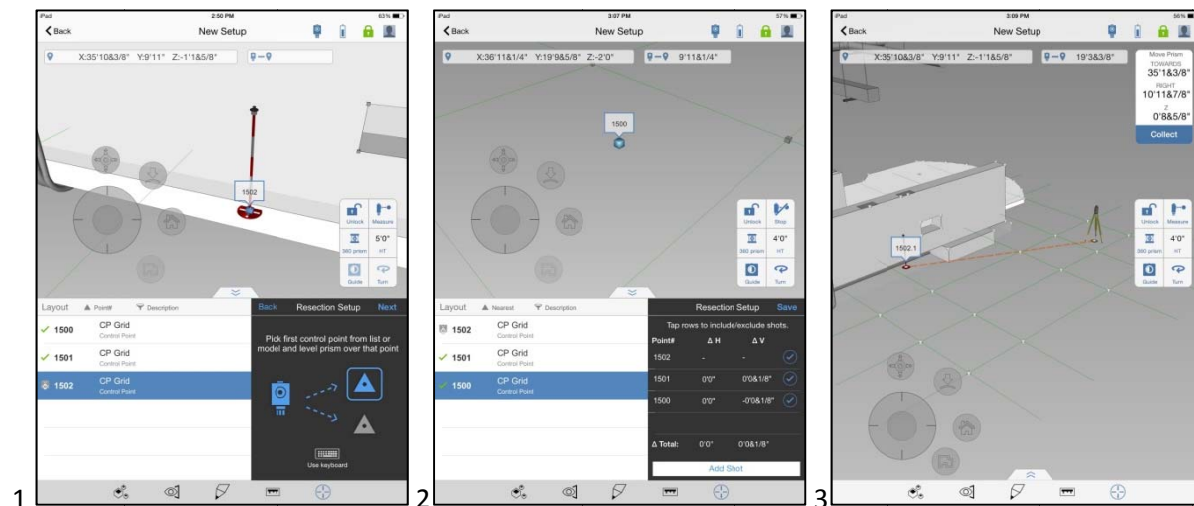 iPad 2:50 PM 63%
Back New Setup
X:35'10&3/8" Y:9'11" Z:-1'1&5/8"
1502
Unlock Measure
360 prism 5'0" HT
Guide Turn
Layout Point# Description Back Resection Setup Next
1500 CP Grid
Control Point
1501 CP Grid
Control Point
1502 CP Grid
Control Point
Pick first control point from list or
model and level prism over that point
Use keyboard
1
iPad 3:07 PM 57%
Back New Setup
X:36'11&1/4" Y:19'9&5/8" Z:-2'0" 9'11&1/4"
1500
Unlock Stop
360 prism 4'0" HT
Guide Turn
Layout Nearest Description Resection Setup Save
1502 CP Grid
Control Point
1501 CP Grid
Control Point
1500 CP Grid
Control Point
Tap rows to include/exclude shots.
Point# Δ H Δ V
1502 - -
1501 0'0" 0'0&1/8"
1500 0'0" -0'0&1/8"
Δ Total: 0'0" 0'0&1/8"
Add Shot
2
iPad 3:09 PM 56%
Back New Setup
X:35'10&3/8" Y:9'11" Z:-1'1&5/8" 19'3&3/8"
Move Prism
TOWARDS
35'1&3/8"
RIGHT
10'11&7/8"
Z
0'8&5/8"
Collect
Unlock Measure
360 prism 4'0" HT
Guide Turn
1502.1
3